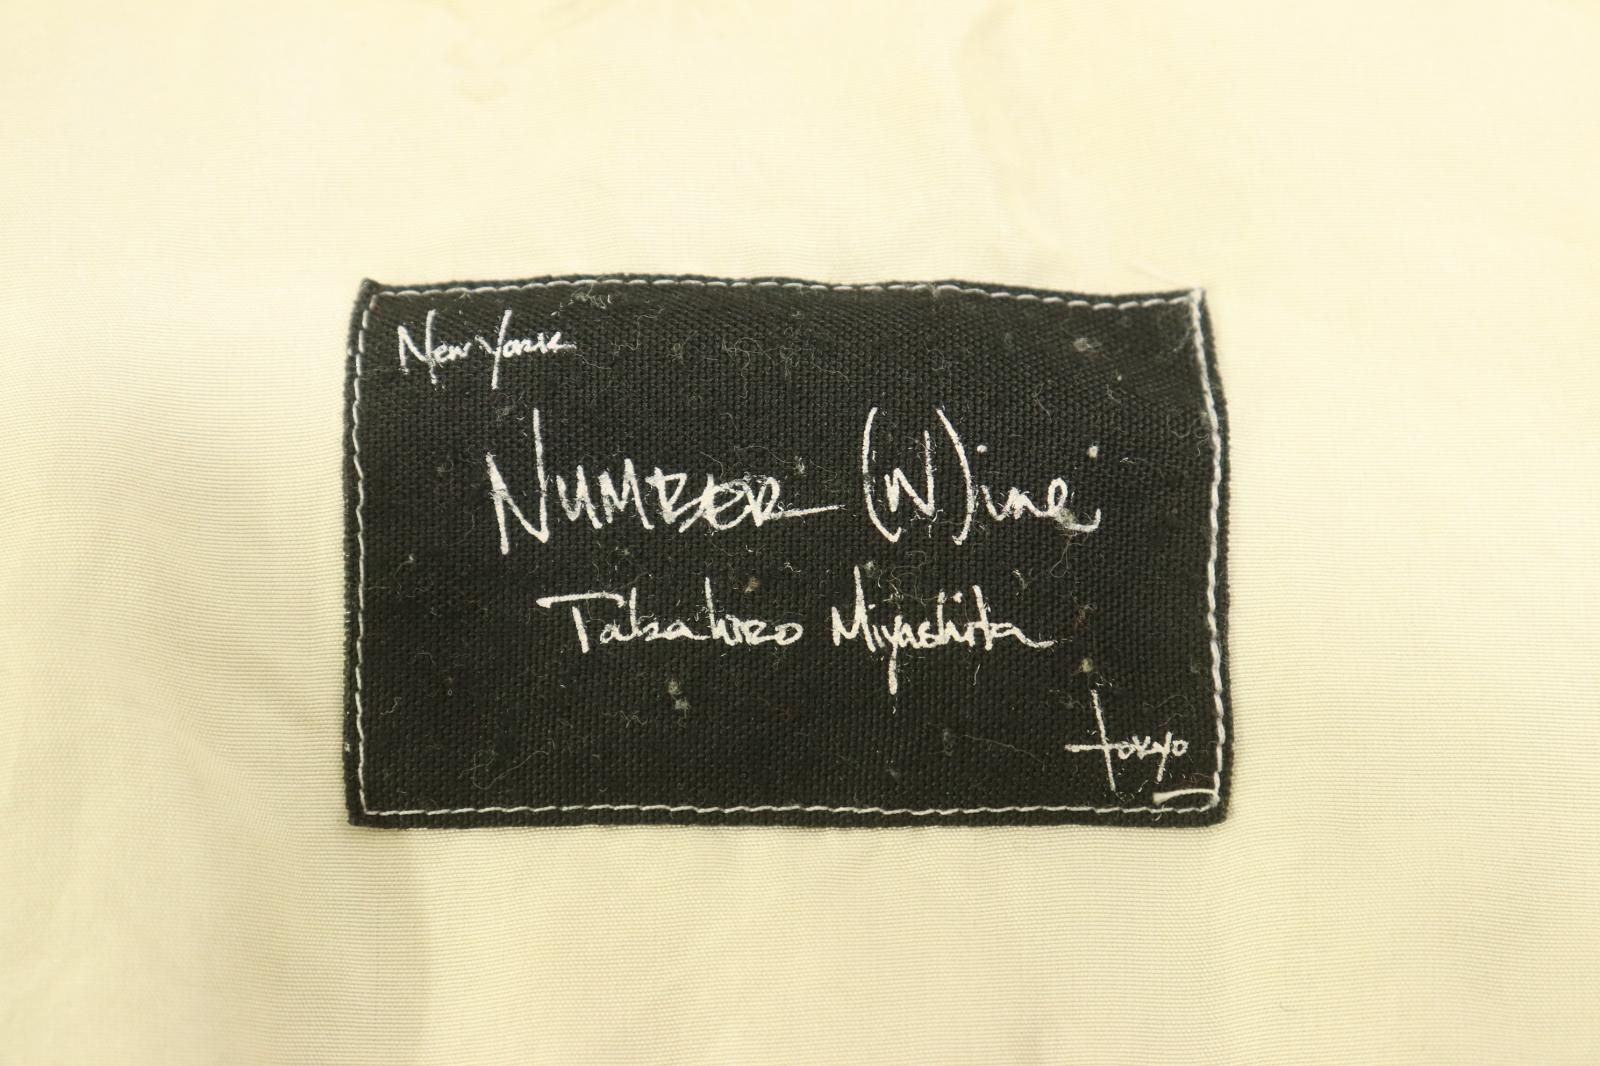 New York
NUMBER (N)ine
Takahiro Miyashita
tokyo